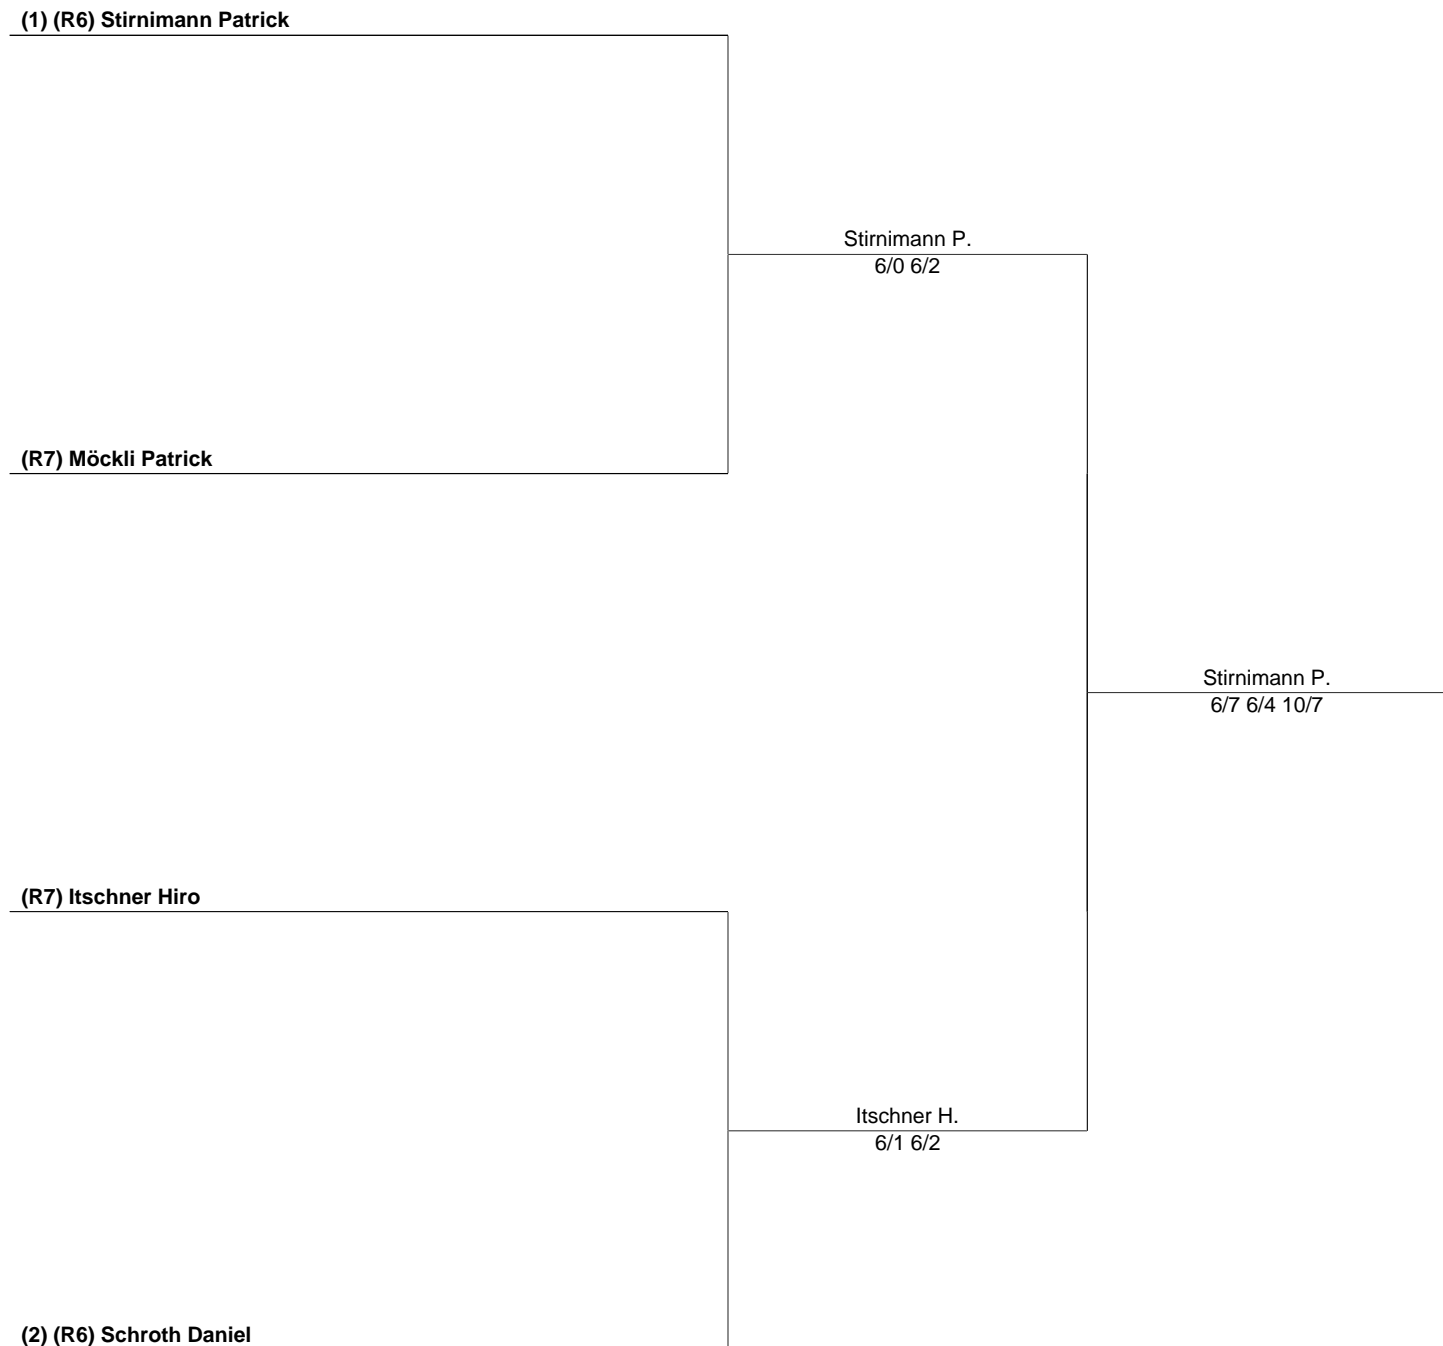 (1) (R6) Stirnimann Patrick
Stirnimann P.
6/0 6/2
(R7) Möckli Patrick
Stirnimann P.
6/7 6/4 10/7
(R7) Itschner Hiro
Itschner H.
6/1 6/2
(2) (R6) Schroth Daniel